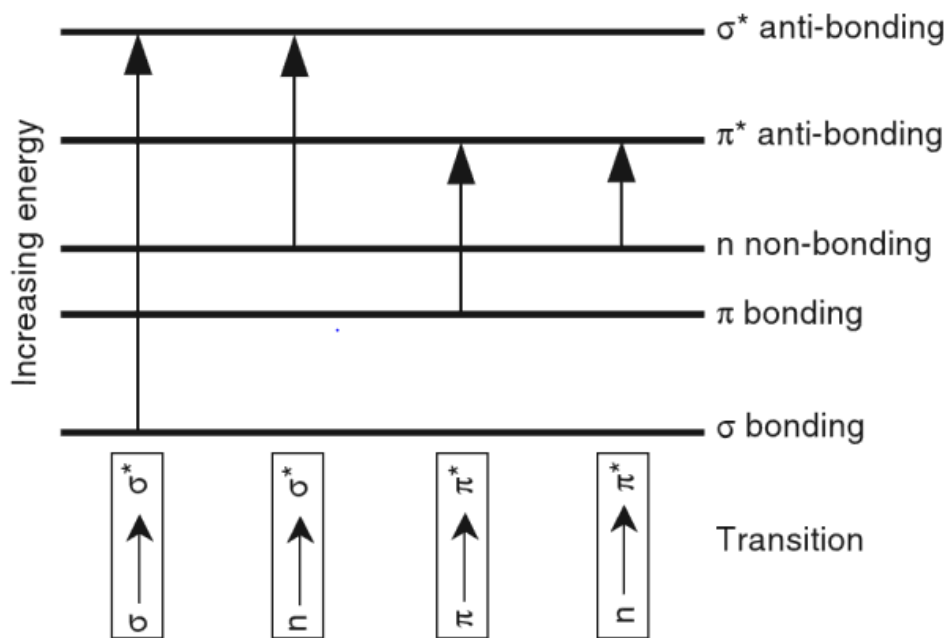 σ* anti-bonding
π* anti-bonding
n non-bonding
π bonding
σ bonding
Increasing energy
σ → σ*
n → σ*
π → π*
n → π*
Transition